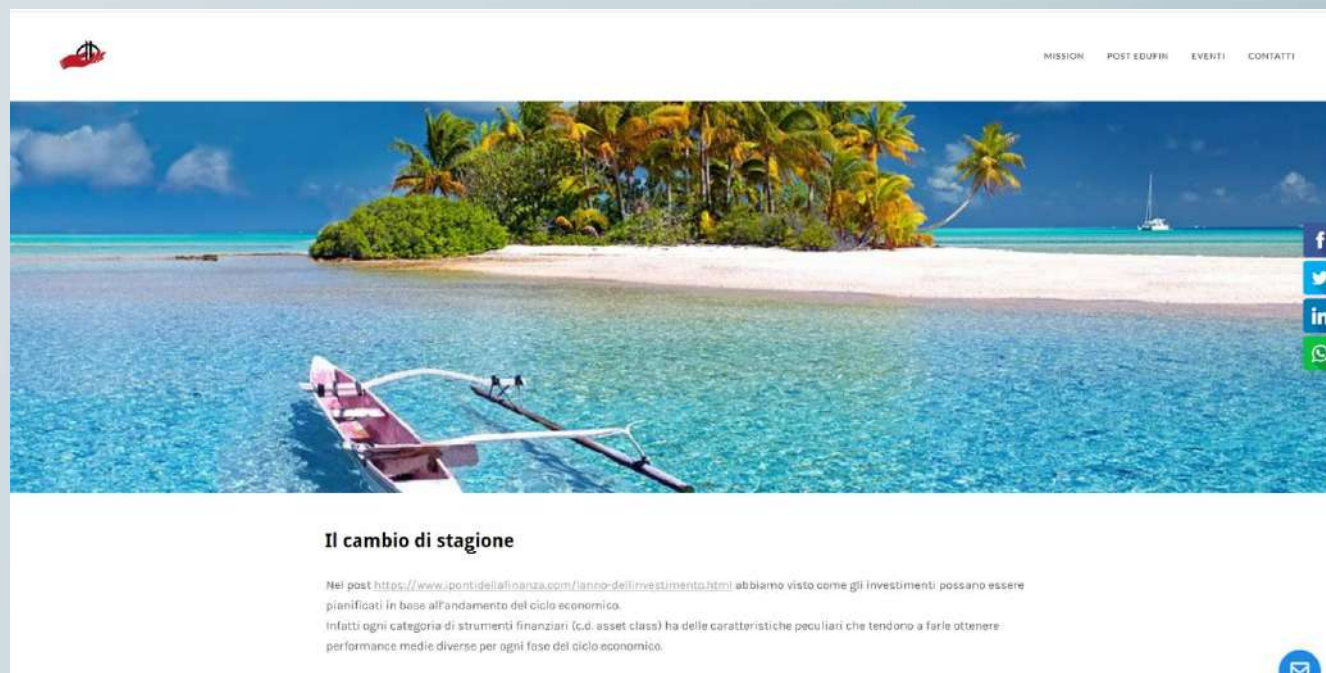 MISSION POST EDUFIN EVENTI CONTATTI
Il cambio di stagione
Nel post https://www.ipontidellafinanza.com/lanno-dellinvestimento.html abbiamo visto come gli investimenti possano essere
pianificati in base all'andamento del ciclo economico.
Infatti ogni categoria di strumenti finanziari (c.d. asset class) ha delle caratteristiche peculiari che tendono a farle ottenere
performance medie diverse per ogni fase del ciclo economico.